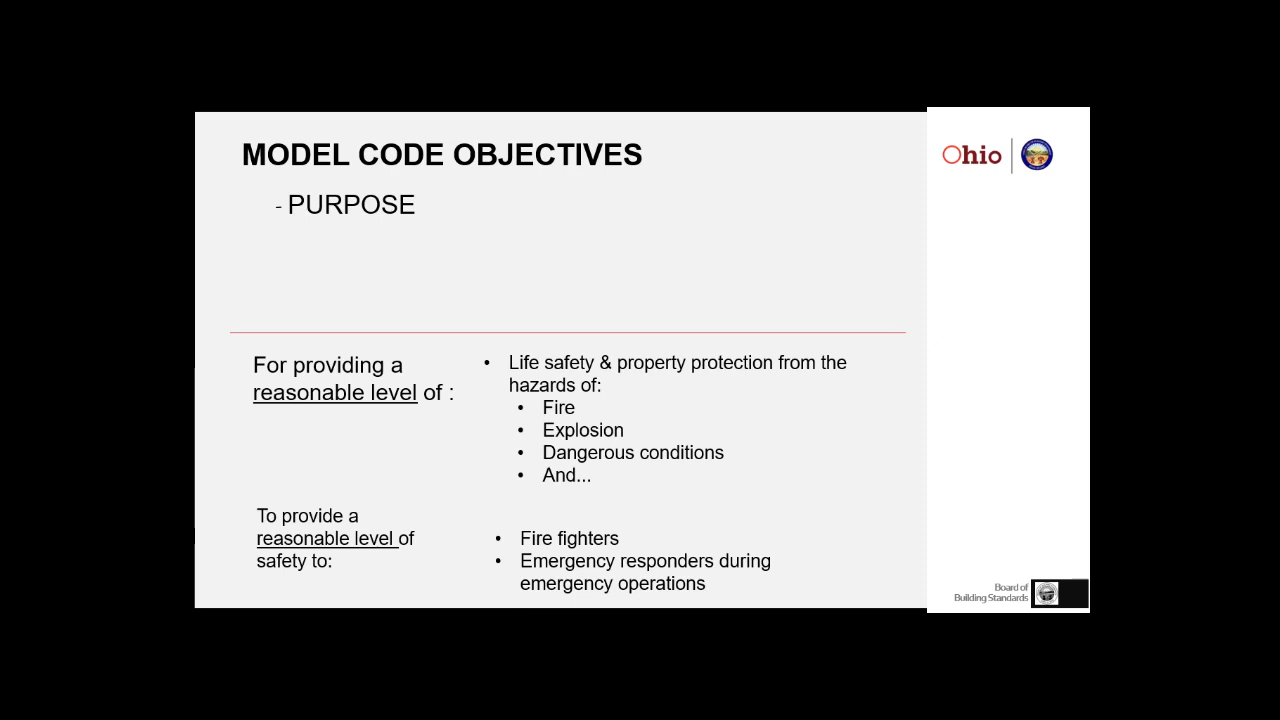 MODEL CODE OBJECTIVES
- PURPOSE
Ohio
For providing a
reasonable level of :
• Life safety & property protection from the
hazards of:
• Fire
• Explosion
• Dangerous conditions
• And...
To provide a
reasonable level of
safety to:
• Fire fighters
• Emergency responders during
emergency operations
Board of
Building Standards